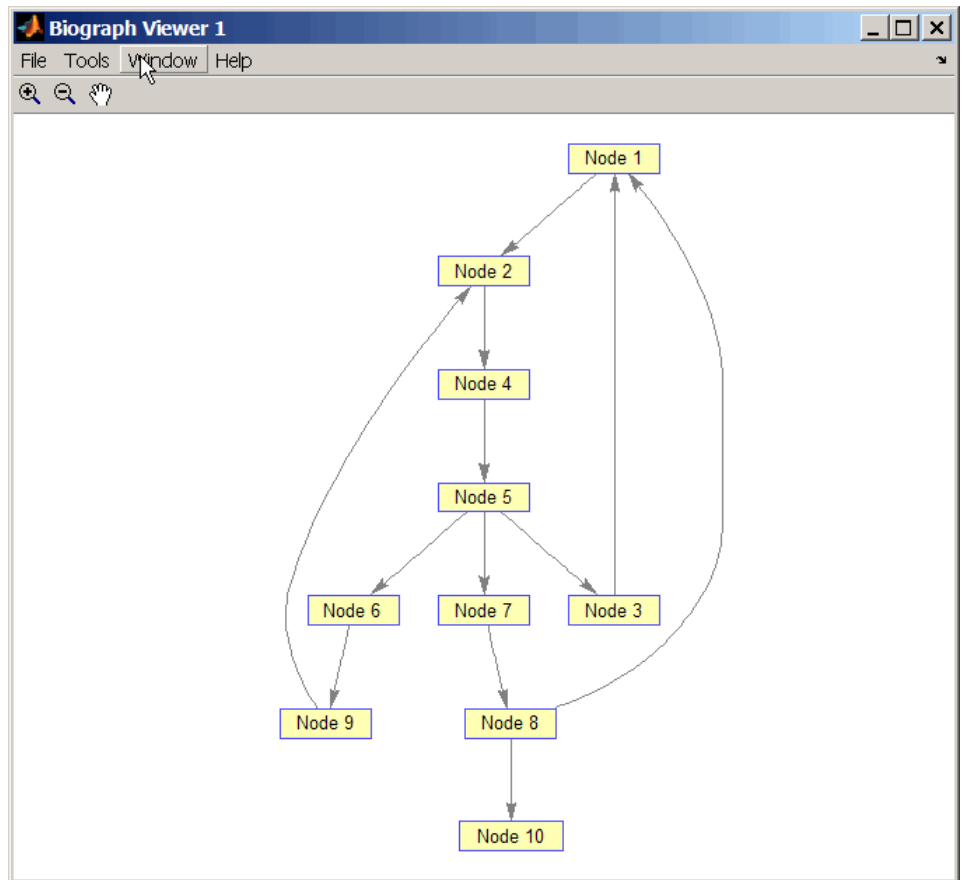 Biograph Viewer 1
File Tools Window Help
Node 1
Node 2
Node 4
Node 5
Node 6 Node 7 Node 3
Node 9 Node 8
Node 10